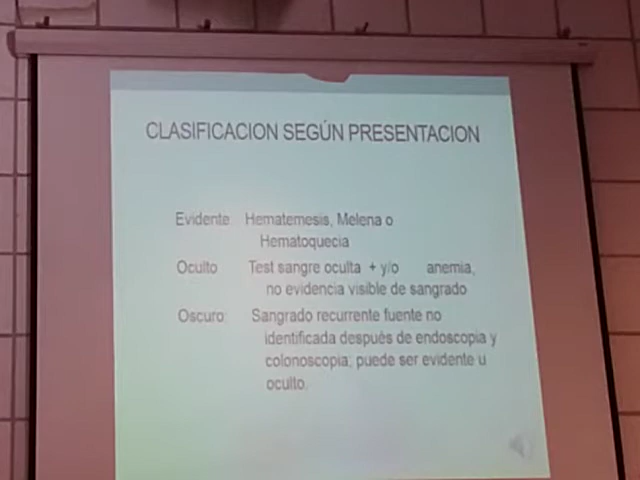 CLASIFICACION SEGÚN PRESENTACION
Evidente: Hematemesis, Melena o
Hematoquecia
Oculto Test sangre oculta + y/o anemia,
no evidencia visible de sangrado
Oscuro: Sangrado recurrente fuente no
identificada después de endoscopia y
colonoscopia; puede ser evidente u
oculto.